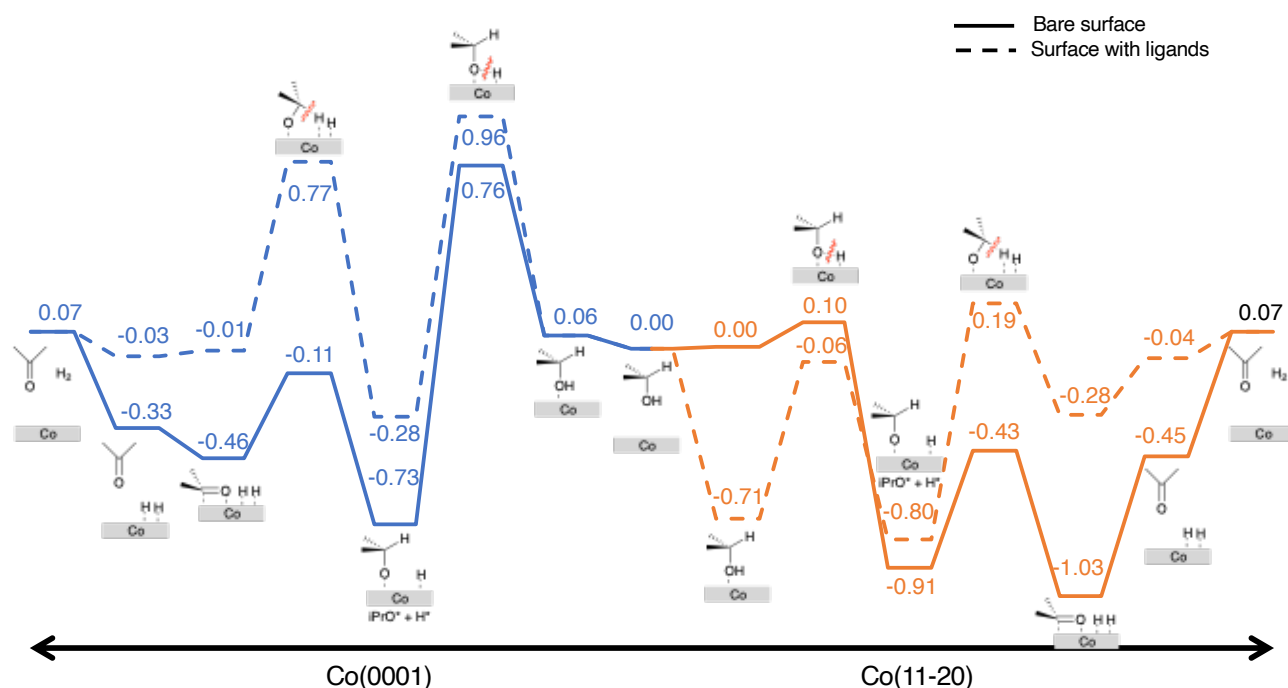 Bare surface
Surface with ligands
H
O
H
Co
O
H
H
Co
0.77
0.96
0.76
H
O
H
Co
O
H
H
Co
0.07
-0.03
-0.01
-0.11
0.06
0.00
0.00
0.10
-0.06
0.19
-0.04
0.07
O
H₂
Co
-0.33
-0.46
-0.28
-0.73
H
OH
Co
H
OH
Co
-0.71
H
O
H
Co
iPrO* + H*
-0.80
-0.91
-0.43
-0.28
-0.45
O
H₂
Co
O
H H
Co
O H H
Co
H
O
H
Co
iPrO* + H*
H
OH
Co
-1.03
O
H H
Co
O H H
Co
Co(0001)
Co(11-20)